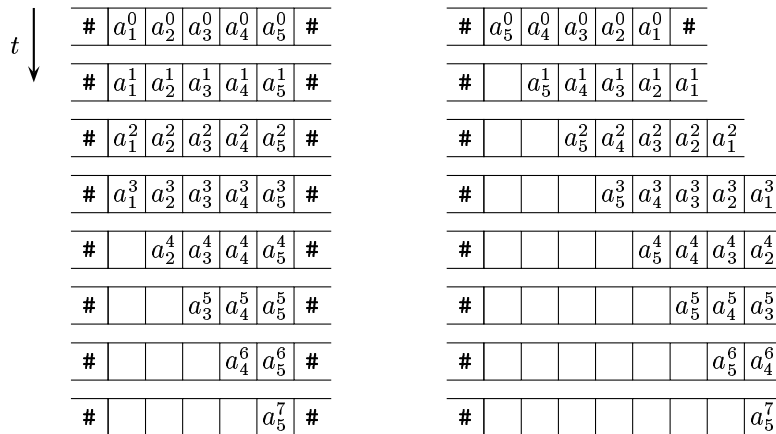 # a_1^0 a_2^0 a_3^0 a_4^0 a_5^0 # # a_5^0 a_4^0 a_3^0 a_2^0 a_1^0 #
t
# a_1^1 a_2^1 a_3^1 a_4^1 a_5^1 # # a_5^1 a_4^1 a_3^1 a_2^1 a_1^1
# a_1^2 a_2^2 a_3^2 a_4^2 a_5^2 # # a_5^2 a_4^2 a_3^2 a_2^2 a_1^2
# a_1^3 a_2^3 a_3^3 a_4^3 a_5^3 # # a_5^3 a_4^3 a_3^3 a_2^3 a_1^3
# a_2^4 a_3^4 a_4^4 a_5^4 # # a_5^4 a_4^4 a_3^4 a_2^4
# a_3^5 a_4^5 a_5^5 # # a_5^5 a_4^5 a_3^5
# a_4^6 a_5^6 # # a_5^6 a_4^6
# a_5^7 # # a_5^7